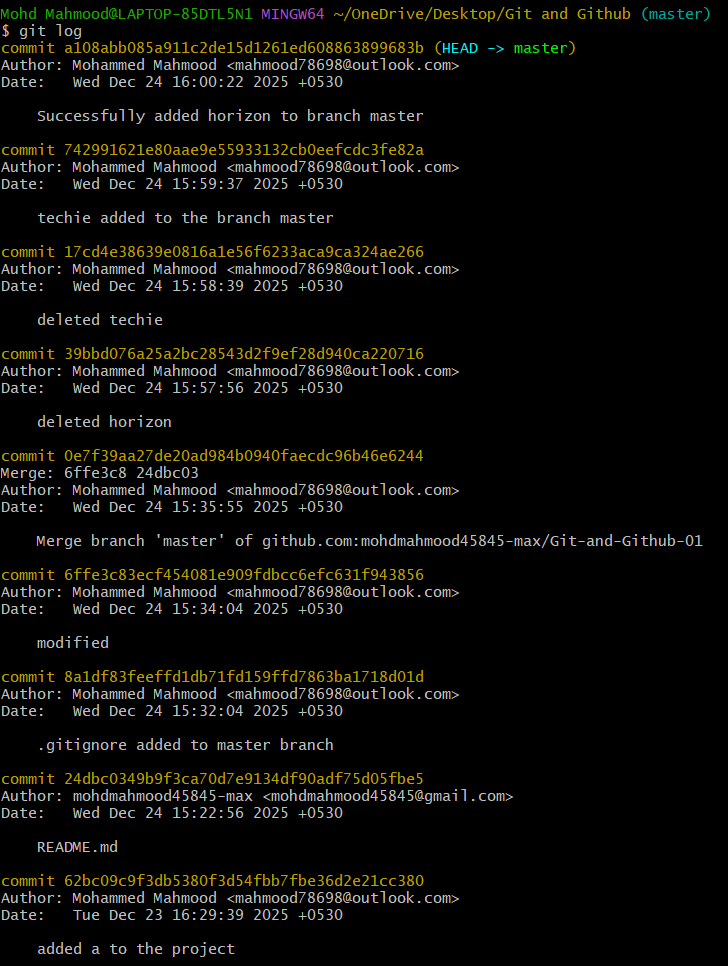 Mohd Mahmood@LAPTOP-85DTL5N1 MINGW64 ~/OneDrive/Desktop/Git and Github (master)
$ git log
commit a108abb085a911c2de15d1261ed608863899683b (HEAD -> master)
Author: Mohammed Mahmood <mahmood78698@outlook.com>
Date:   Wed Dec 24 16:00:22 2025 +0530
    Successfully added horizon to branch master
commit 742991621e80aae9e55933132cb0eefcdc3fe82a
Author: Mohammed Mahmood <mahmood78698@outlook.com>
Date:   Wed Dec 24 15:59:37 2025 +0530
    techie added to the branch master
commit 17cd4e38639e0816a1e56f6233aca9ca324ae266
Author: Mohammed Mahmood <mahmood78698@outlook.com>
Date:   Wed Dec 24 15:58:39 2025 +0530
    deleted techie
commit 39bbd076a25a2bc28543d2f9ef28d940ca220716
Author: Mohammed Mahmood <mahmood78698@outlook.com>
Date:   Wed Dec 24 15:57:56 2025 +0530
    deleted horizon
commit 0e7f39aa27de20ad984b0940faecdc96b46e6244
Merge: 6ffe3c8 24dbc03
Author: Mohammed Mahmood <mahmood78698@outlook.com>
Date:   Wed Dec 24 15:35:55 2025 +0530
    Merge branch 'master' of github.com:mohdmahmood45845-max/Git-and-Github-01
commit 6ffe3c83ecf454081e909fdbcc6efc631f943856
Author: Mohammed Mahmood <mahmood78698@outlook.com>
Date:   Wed Dec 24 15:34:04 2025 +0530
    modified
commit 8a1df83feeffd1db71fd159ffd7863ba1718d01d
Author: Mohammed Mahmood <mahmood78698@outlook.com>
Date:   Wed Dec 24 15:32:04 2025 +0530
    .gitignore added to master branch
commit 24dbc0349b9f3ca70d7e9134df90adf75d05fbe5
Author: mohdmahmood45845-max <mohdmahmood45845@gmail.com>
Date:   Wed Dec 24 15:22:56 2025 +0530
    README.md
commit 62bc09c9f3db5380f3d54fbb7fbe36d2e21cc380
Author: Mohammed Mahmood <mahmood78698@outlook.com>
Date:   Tue Dec 23 16:29:39 2025 +0530
    added a to the project